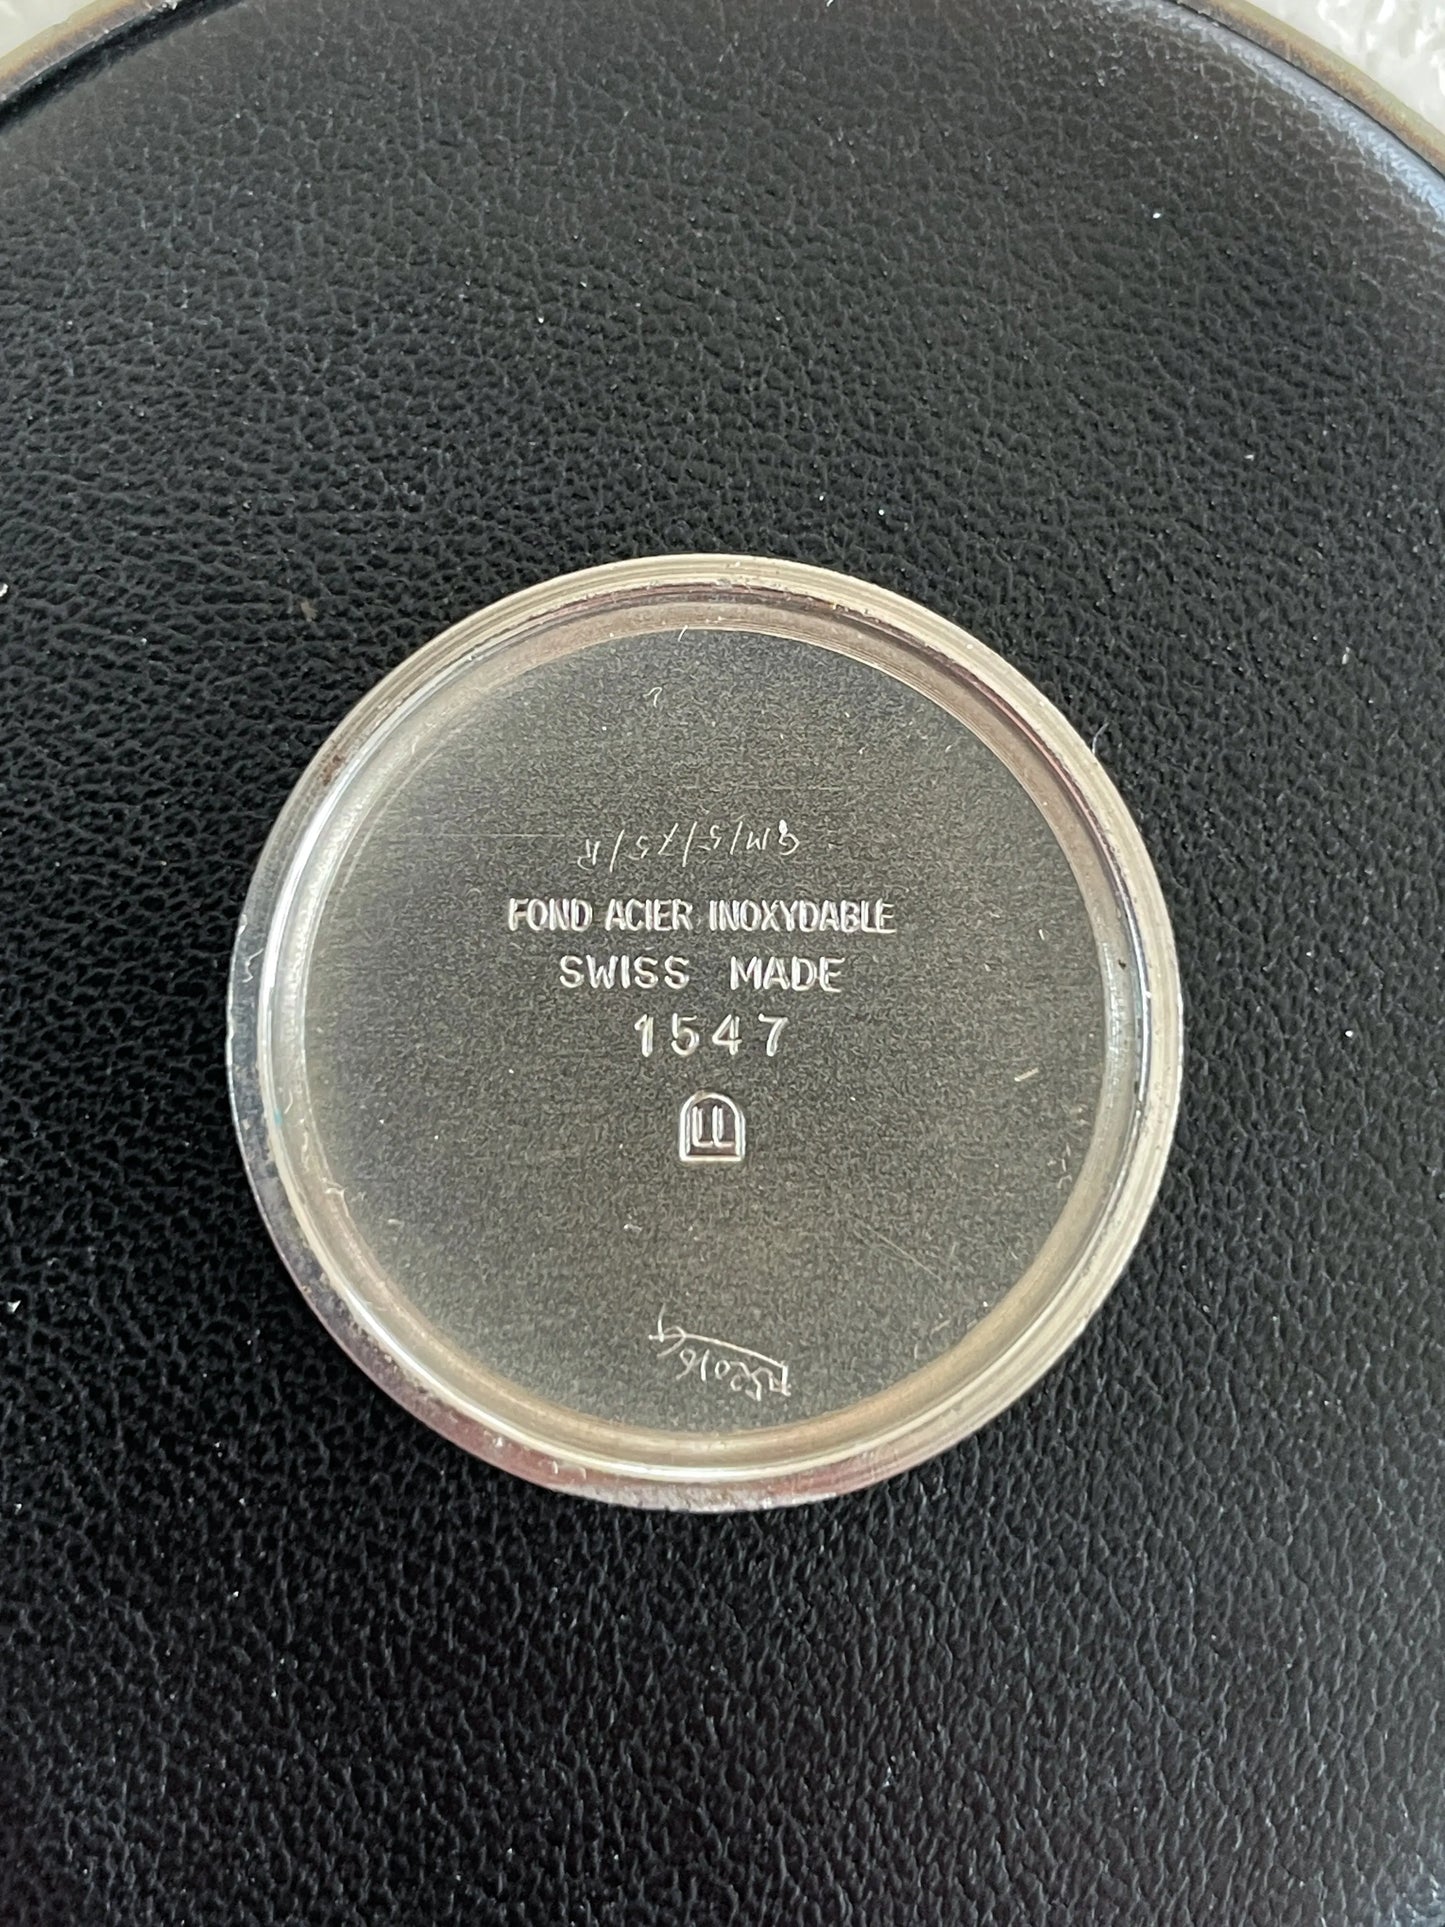 FOND ACIER INOXYDABLE
SWISS MADE
1547